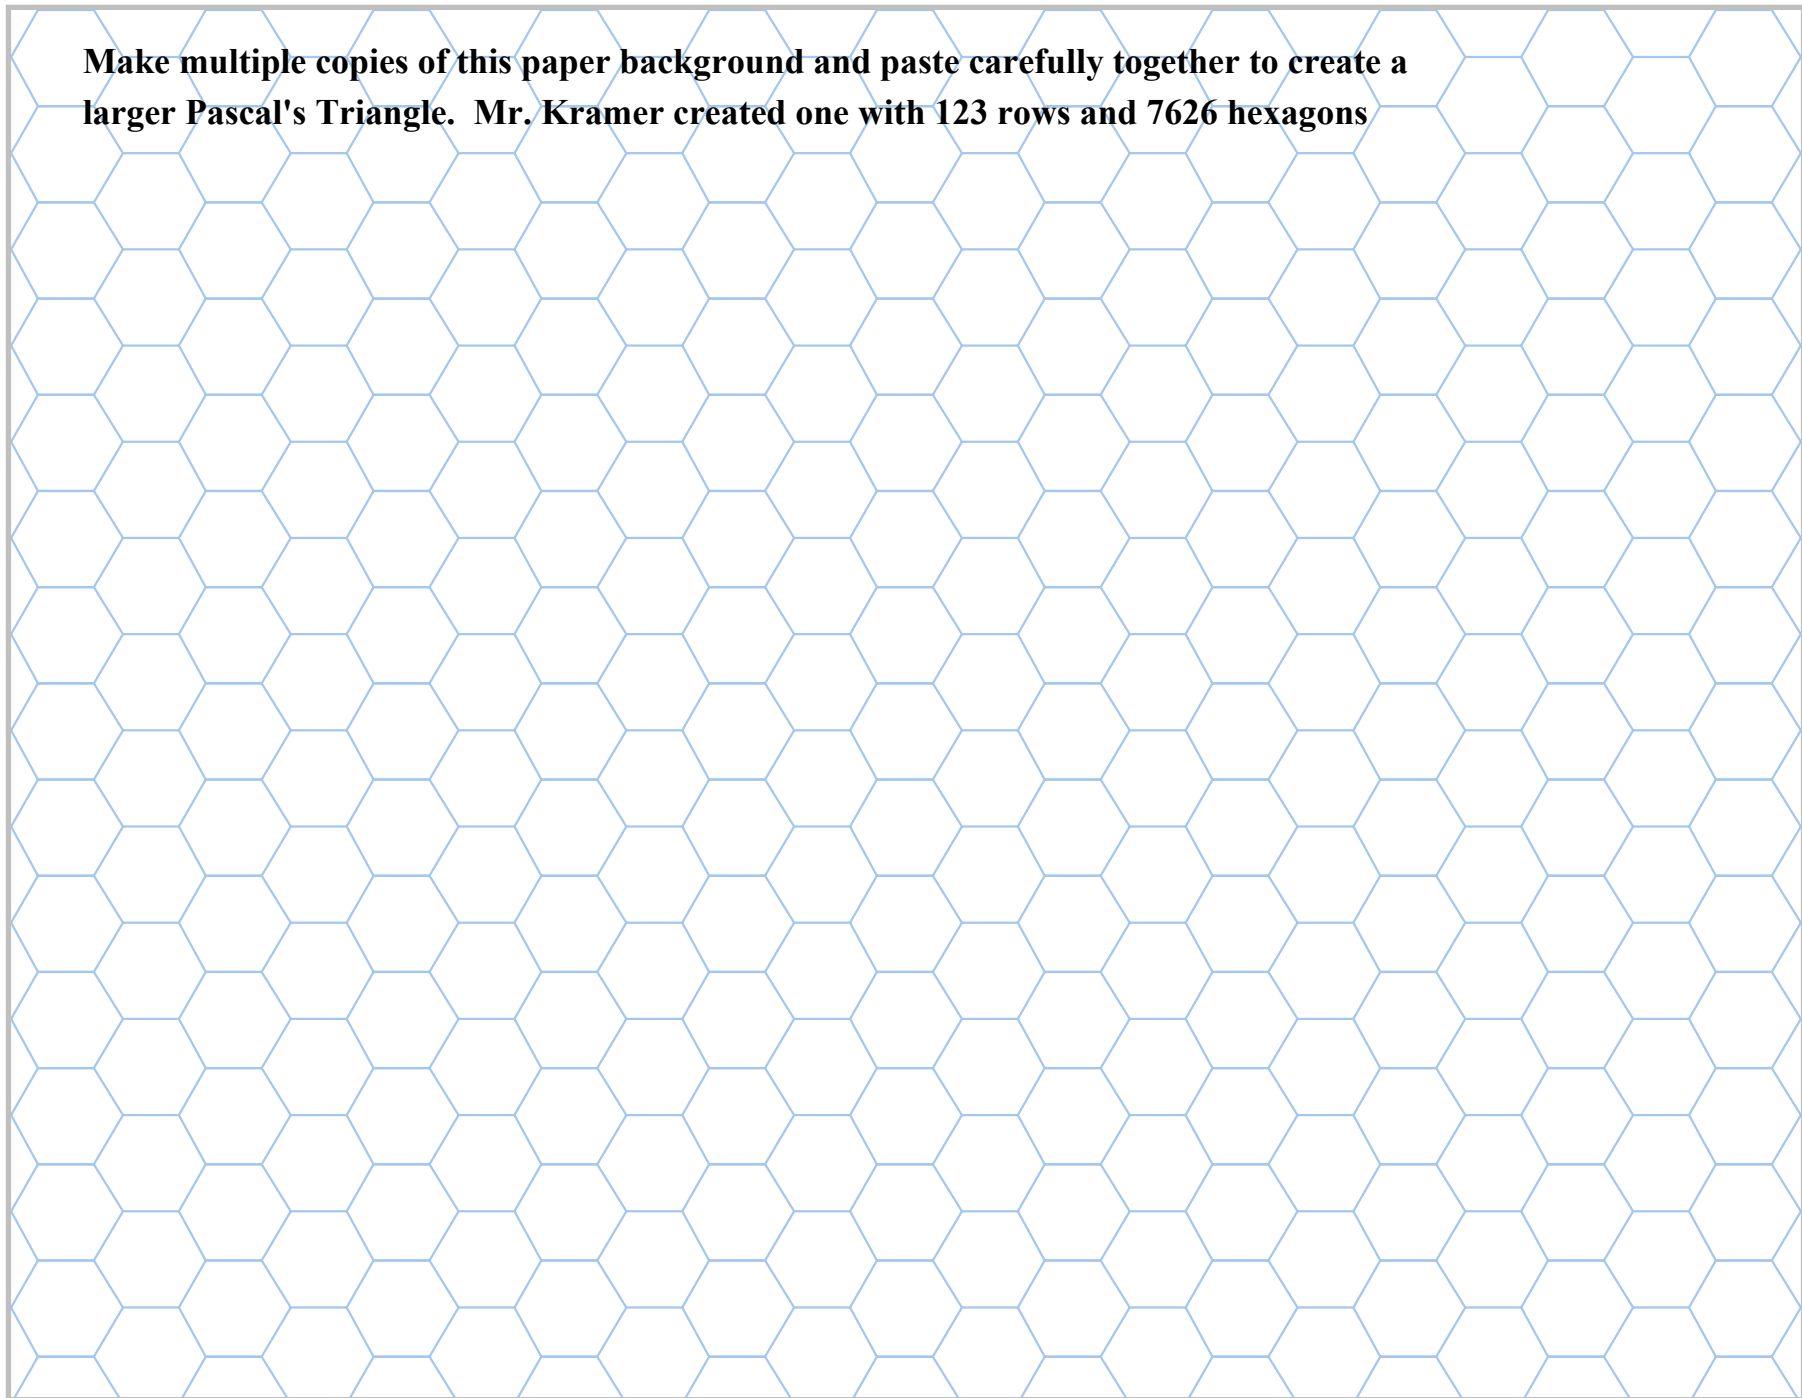 Make multiple copies of this paper background and paste carefully together to create a
larger Pascal's Triangle.  Mr. Kramer created one with 123 rows and 7626 hexagons